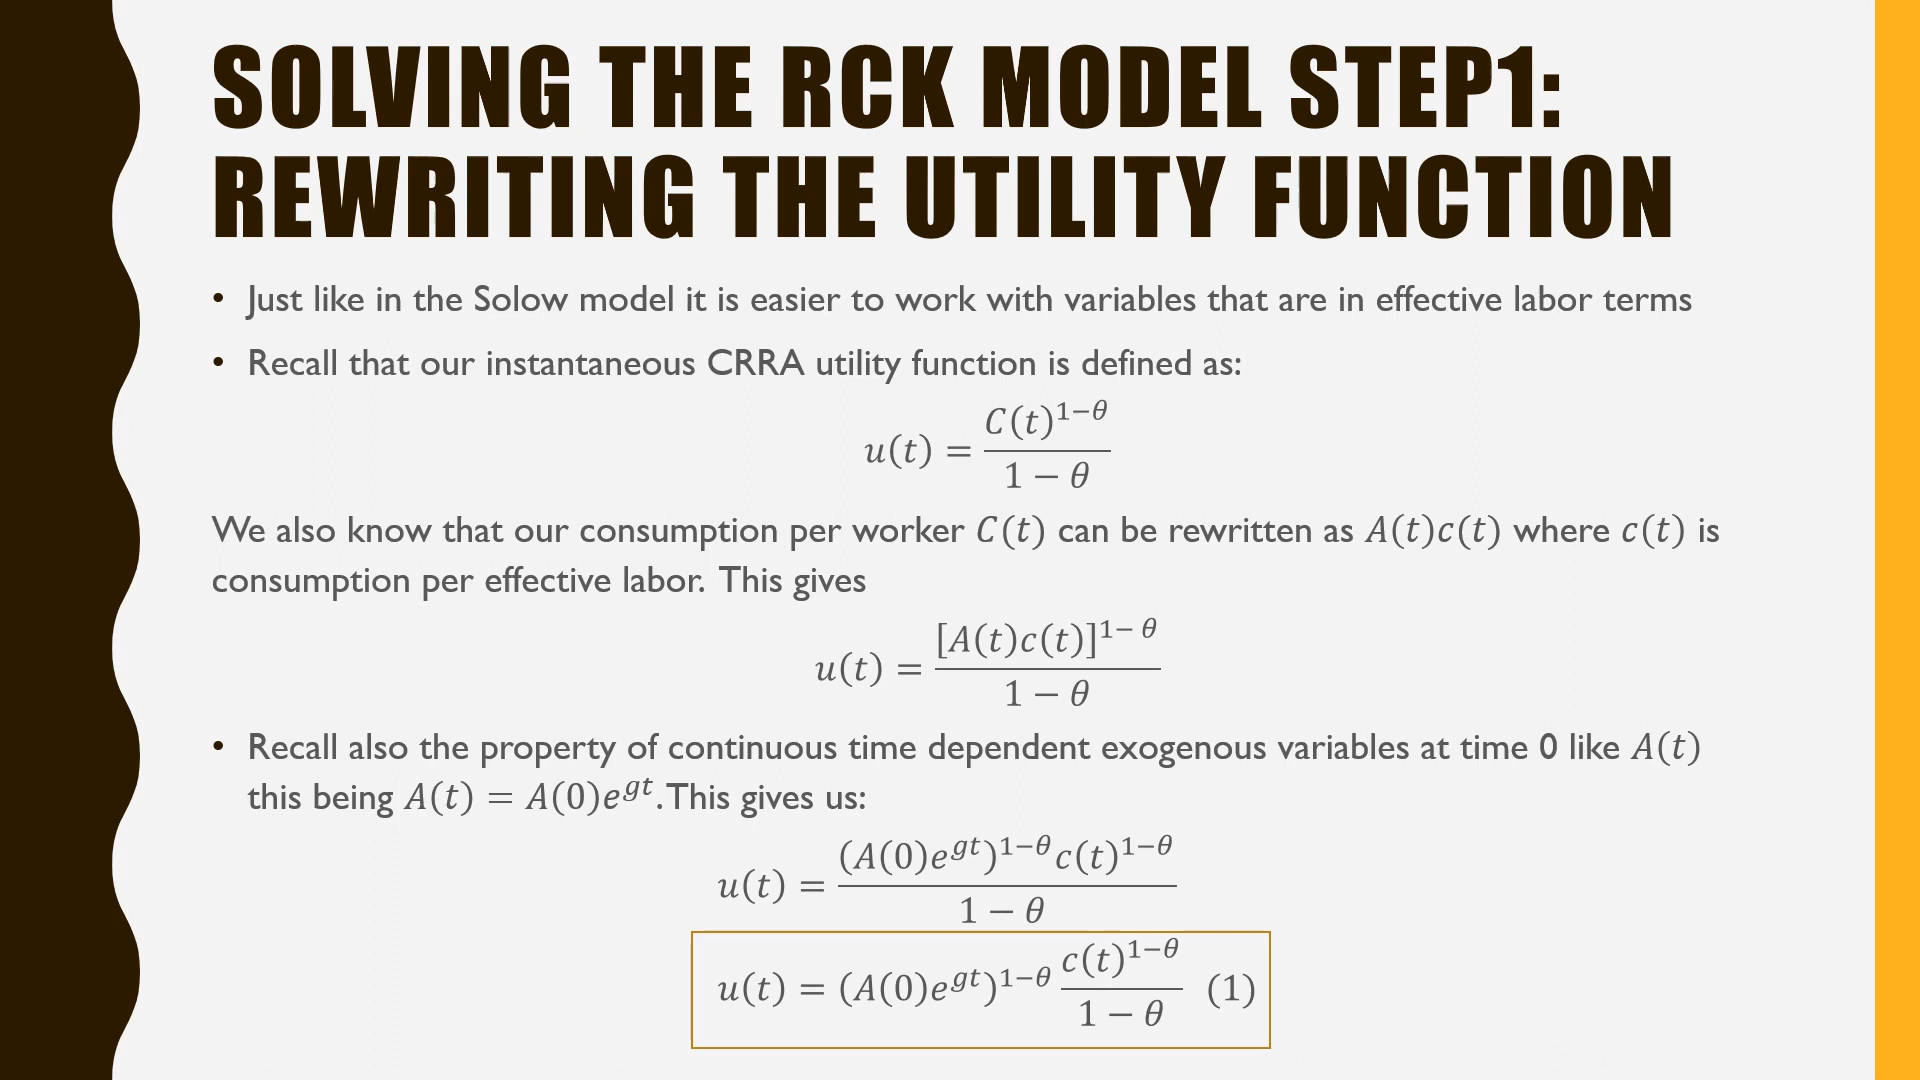 SOLVING THE RCK MODEL STEP1:
REWRITING THE UTILITY FUNCTION
• Just like in the Solow model it is easier to work with variables that are in effective labor terms
• Recall that our instantaneous CRRA utility function is defined as:
u(t) = \frac{C(t)^{1−θ}}{1 − θ}
We also know that our consumption per worker C(t) can be rewritten as A(t)c(t) where c(t) is
consumption per effective labor. This gives
u(t) = \frac{[A(t)c(t)]^{1− θ}}{1 − θ}
• Recall also the property of continuous time dependent exogenous variables at time 0 like A(t)
this being A(t) = A(0)e^{gt}. This gives us:
u(t) = \frac{(A(0)e^{gt})^{1−θ}c(t)^{1−θ}}{1 − θ}
u(t) = (A(0)e^{gt})^{1−θ} \frac{c(t)^{1−θ}}{1 − θ} (1)